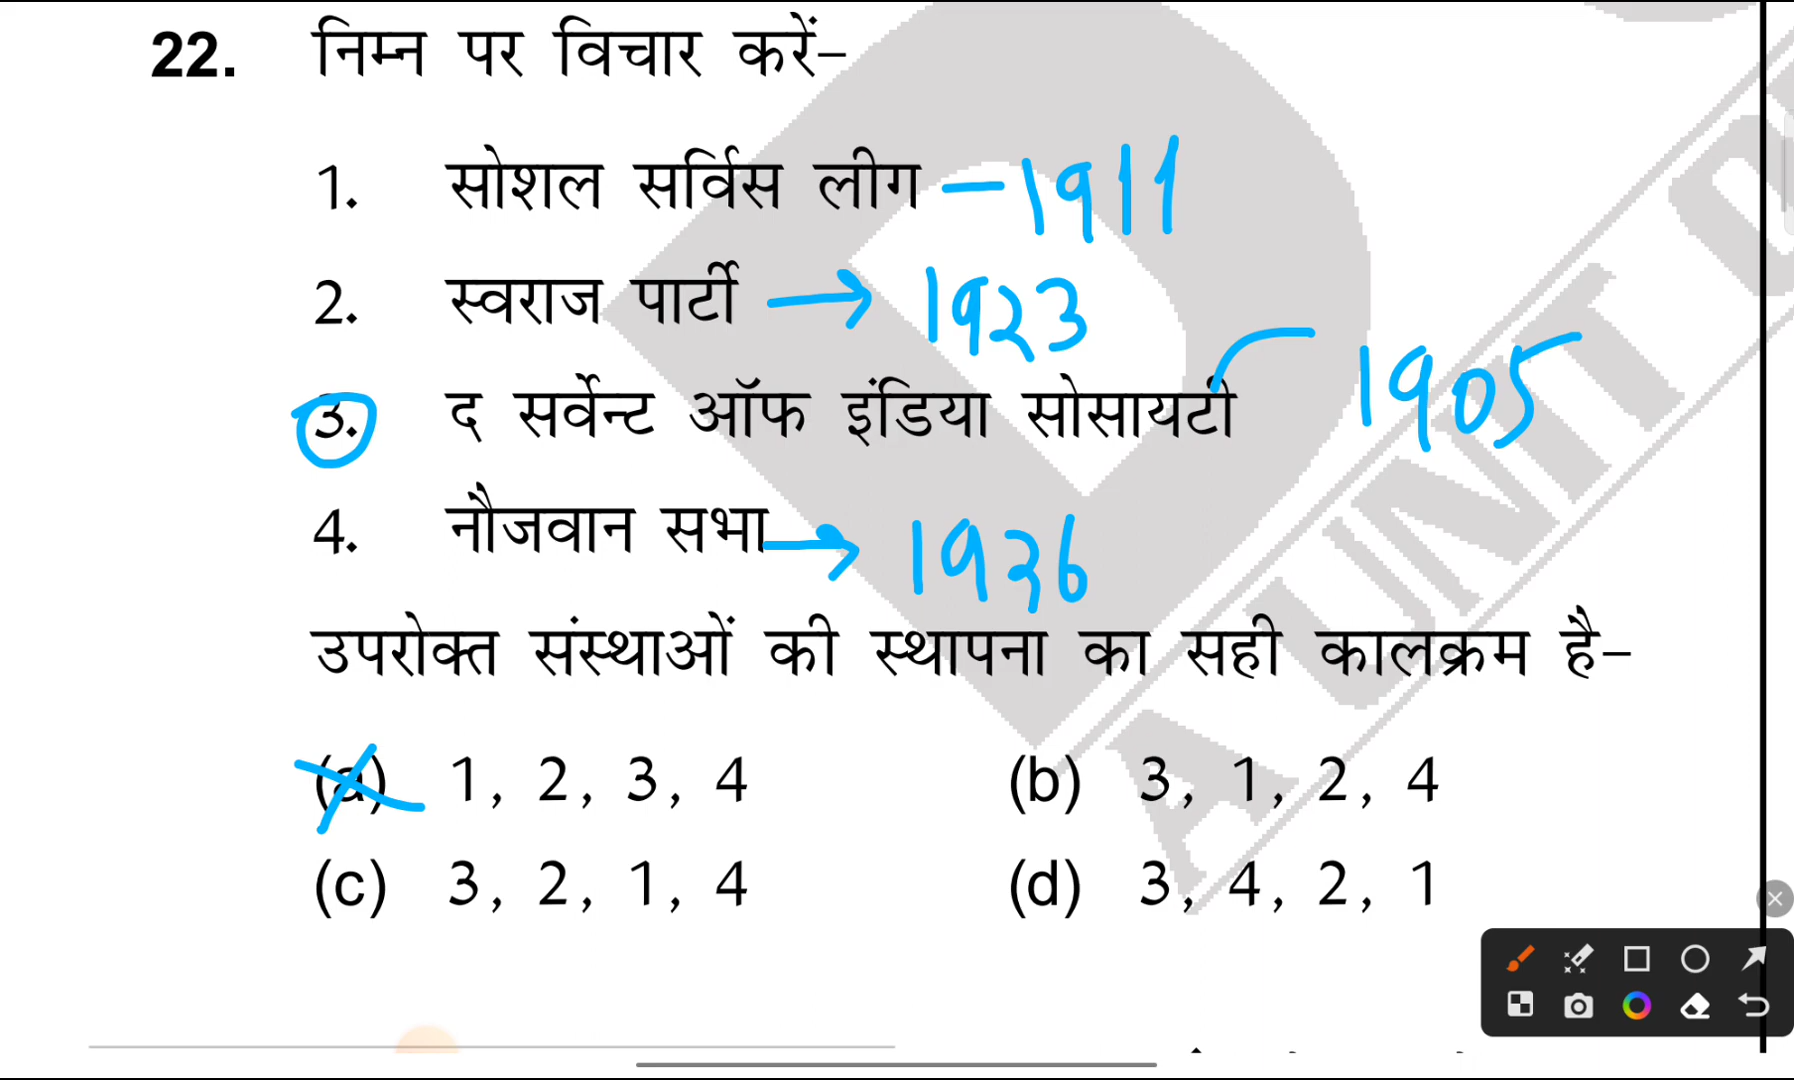 22. निम्न पर विचार करें–
1. सोशल सर्विस लीग – 1911
2. स्वराज पार्टी → 1923
3. द सर्वेन्ट ऑफ इंडिया सोसायटी 1905
4. नौजवान सभा → 1926
उपरोक्त संस्थाओं की स्थापना का सही कालक्रम है–
(a) 1, 2, 3, 4 (b) 3, 1, 2, 4
(c) 3, 2, 1, 4 (d) 3, 4, 2, 1